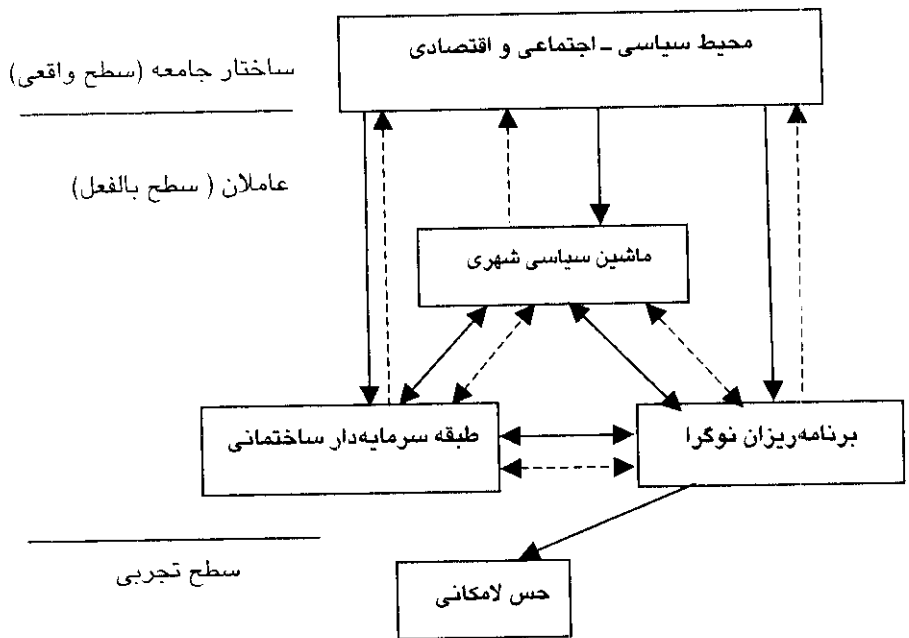 محیط سیاسی ـ اجتماعی و اقتصادی
ساختار جامعه (سطح واقعی)
عاملان ( سطح بالفعل)
ماشین سیاسی شهری
برنامه‌ریزان نوگرا
طبقه سرمایه‌دار ساختمانی
سطح تجربی
حس لامکانی